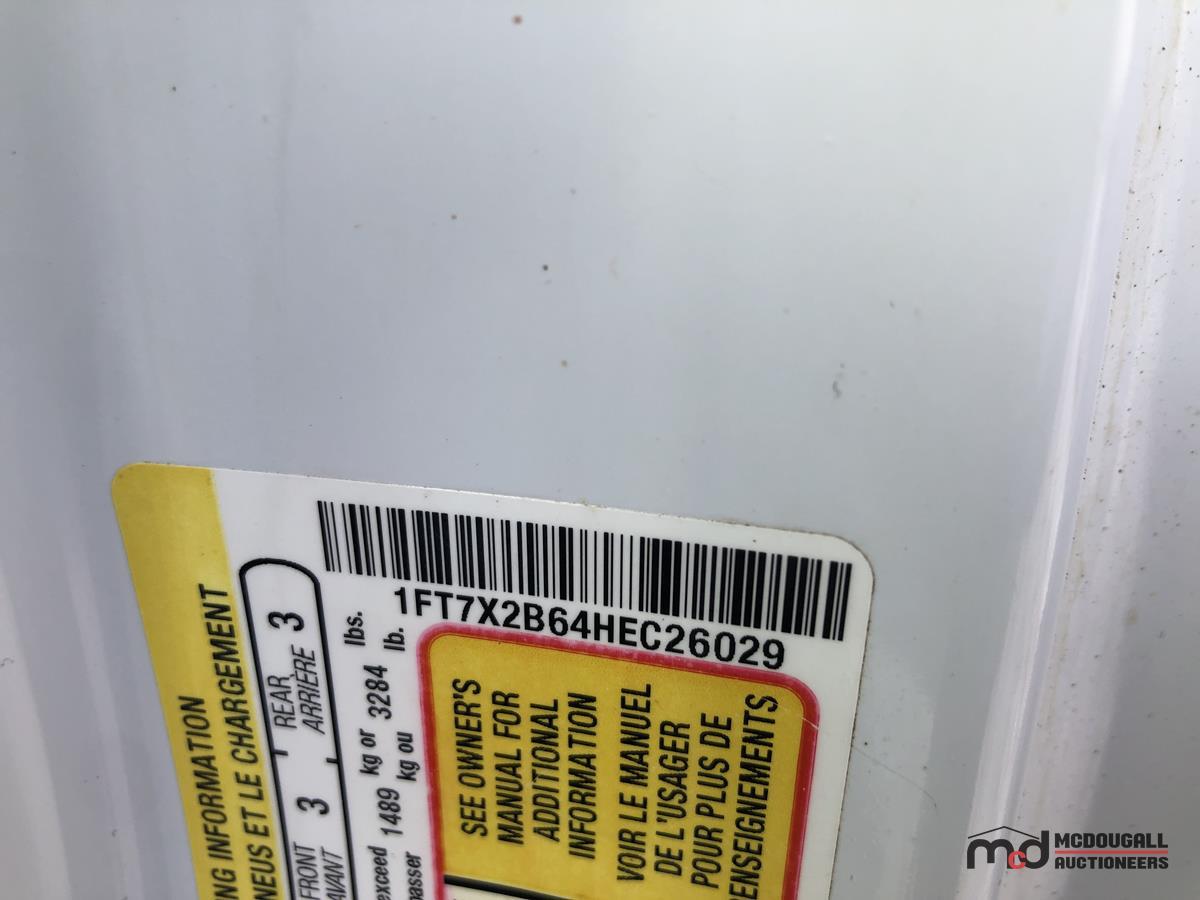 1FT7X2B64HEC26029
NG INFORMATION
NEUS ET LE CHARGEMENT
FRONT 3 REAR 3
AVANT ARRIÈRE
exceed 1489 kg or 3284 lbs.
passer kg ou lb.
SEE OWNER'S
MANUAL FOR
ADDITIONAL
INFORMATION
VOIR LE MANUEL
DE L'USAGER
POUR PLUS DE
ENSEIGNEMENTS
mcd MCDOUGALL
AUCTIONEERS